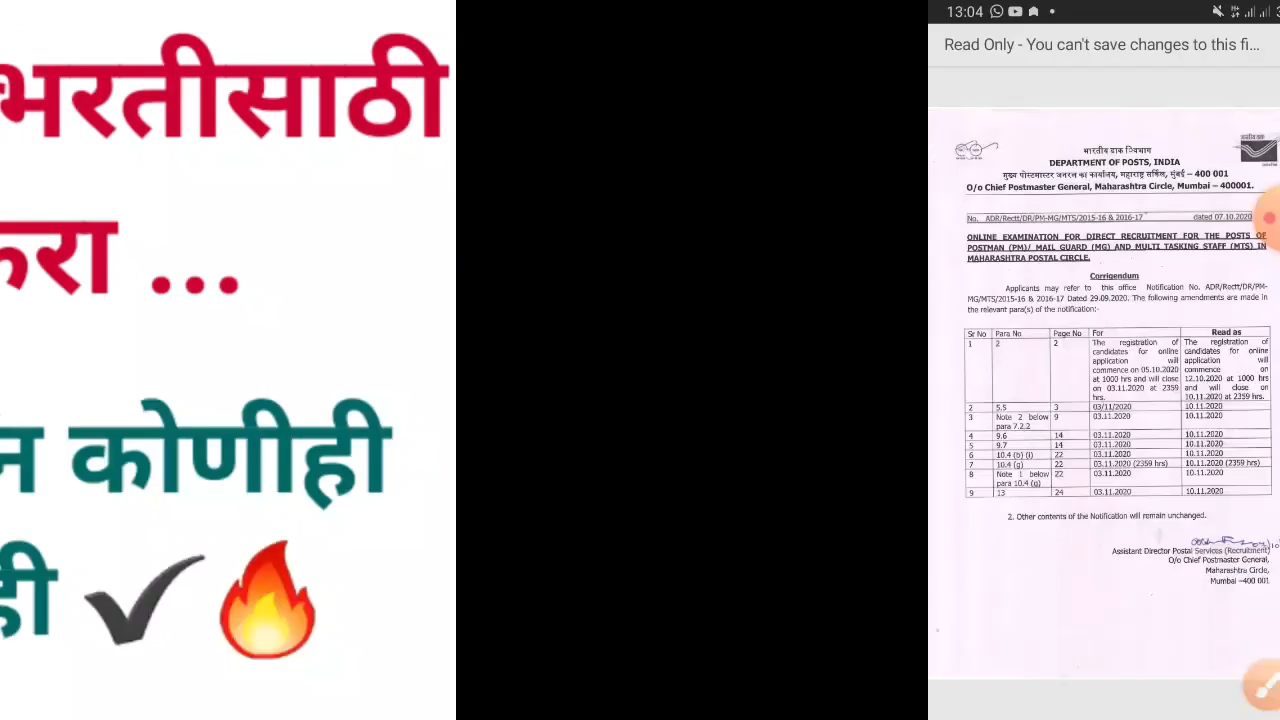 भरतीसाठी
करा ...
कोणीही
ही
13:04
Read Only - You can't save changes to this fi...
भारतीय डाक विभाग
DEPARTMENT OF POSTS, INDIA
मुख्य पोस्टमास्टर जनरल का कार्यालय, महाराष्ट्र सर्किल, मुंबई – 400 001
O/o Chief Postmaster General, Maharashtra Circle, Mumbai – 400001.
No. ADR/Rectt/DR/PM-MG/MTS/2015-16 & 2016-17 dated 07.10.2020
ONLINE EXAMINATION FOR DIRECT RECRUITMENT FOR THE POSTS OF
POSTMAN (PM)/ MAIL GUARD (MG) AND MULTI TASKING STAFF (MTS) IN
MAHARASHTRA POSTAL CIRCLE.
Corrigendum
Applicants may refer to this office Notification No. ADR/Rectt/DR/PM-
MG/MTS/2015-16 & 2016-17 Dated 29.09.2020. The following amendments are made in
the relevant para(s) of the notification:-
Sr No Para No Page No For Read as
1 2 2 The registration of The registration of
candidates for online candidates for online
application will application will
commence on 05.10.2020 commence on
at 1000 hrs and will close 12.10.2020 at 1000 hrs
on 03.11.2020 at 2359 and will close on
hrs. 10.11.2020 at 2359 hrs.
2 5.5 3 03/11/2020 10.11.2020
3 Note 2 below 9 03.11.2020 10.11.2020
para 7.2.2
4 9.6 14 03.11.2020 10.11.2020
5 9.7 14 03.11.2020 10.11.2020
6 10.4 (b) (i) 22 03.11.2020 10.11.2020
7 10.4 (g) 22 03.11.2020 (2359 hrs) 10.11.2020 (2359 hrs)
8 Note 1 below 22 03.11.2020 10.11.2020
para 10.4 (g)
9 13 24 03.11.2020 10.11.2020
2. Other contents of the Notification will remain unchanged.
Assistant Director Postal Services (Recruitment)
O/o Chief Postmaster General,
Maharashtra Circle,
Mumbai –400 001